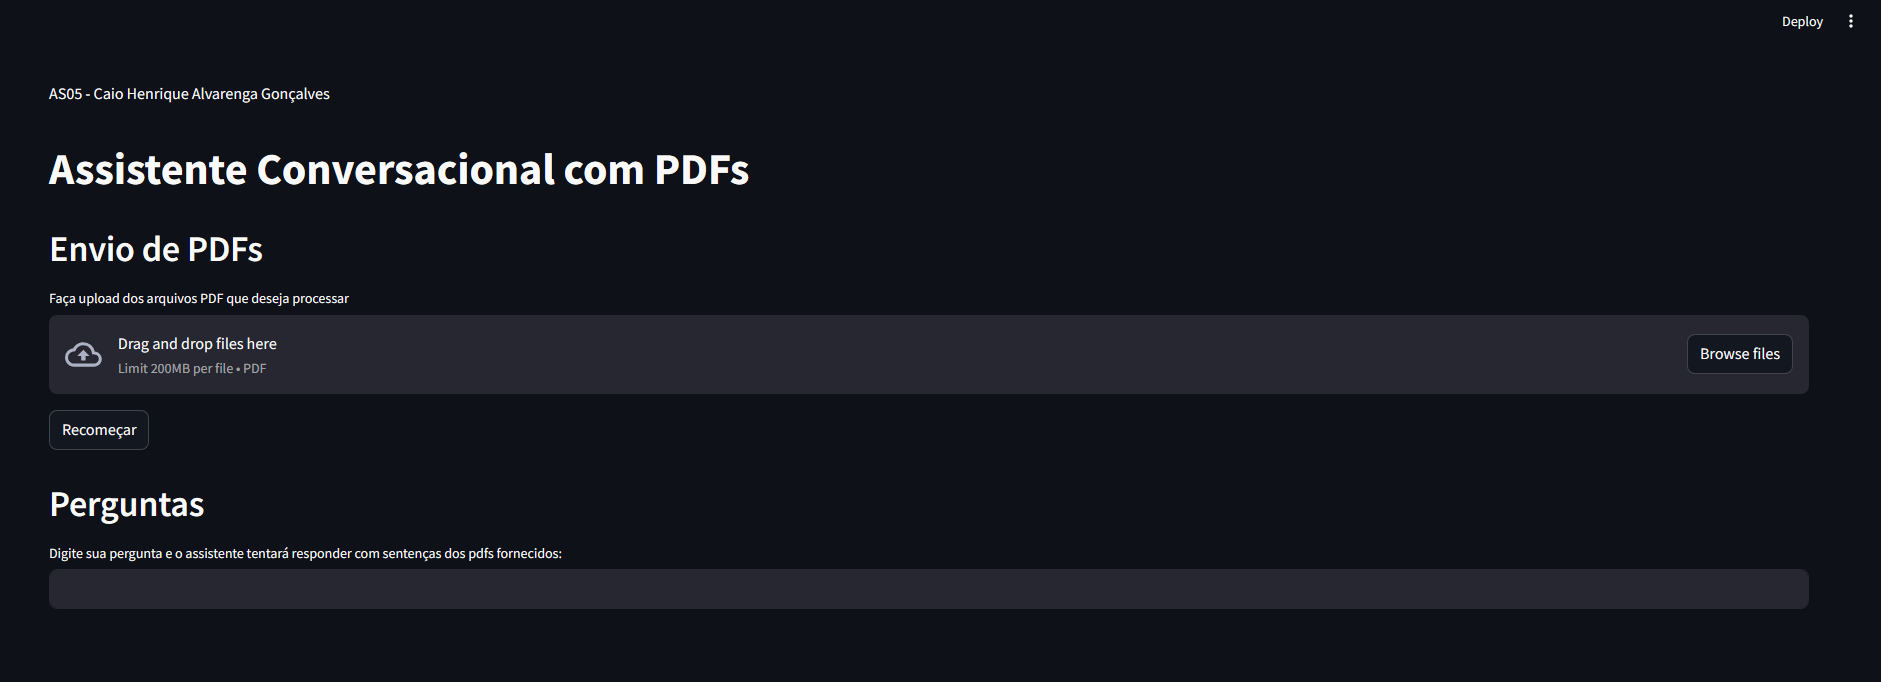 Deploy
AS05 - Caio Henrique Alvarenga Gonçalves
Assistente Conversacional com PDFs
Envio de PDFs
Faça upload dos arquivos PDF que deseja processar
Drag and drop files here
Limit 200MB per file • PDF
Browse files
Recomeçar
Perguntas
Digite sua pergunta e o assistente tentará responder com sentenças dos pdfs fornecidos: